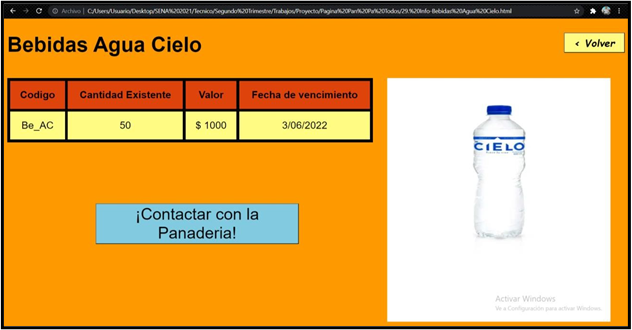 Archivo | C:/Users/Usuario/Desktop/SENA%202021/Tecnico/Segundo%20Trimestre/Trabajos/Proyecto/Pagina%20Pan%20Pa%20Todos/29.%20Info-Bebidas%20Agua%20Cielo.html
Bebidas Agua Cielo
< Volver
Codigo Cantidad Existente Valor Fecha de vencimiento
Be_AC 50 $ 1000 3/06/2022
CIELO
¡Contactar con la
Panaderia!
Activar Windows
Ve a Configuración para activar Windows.